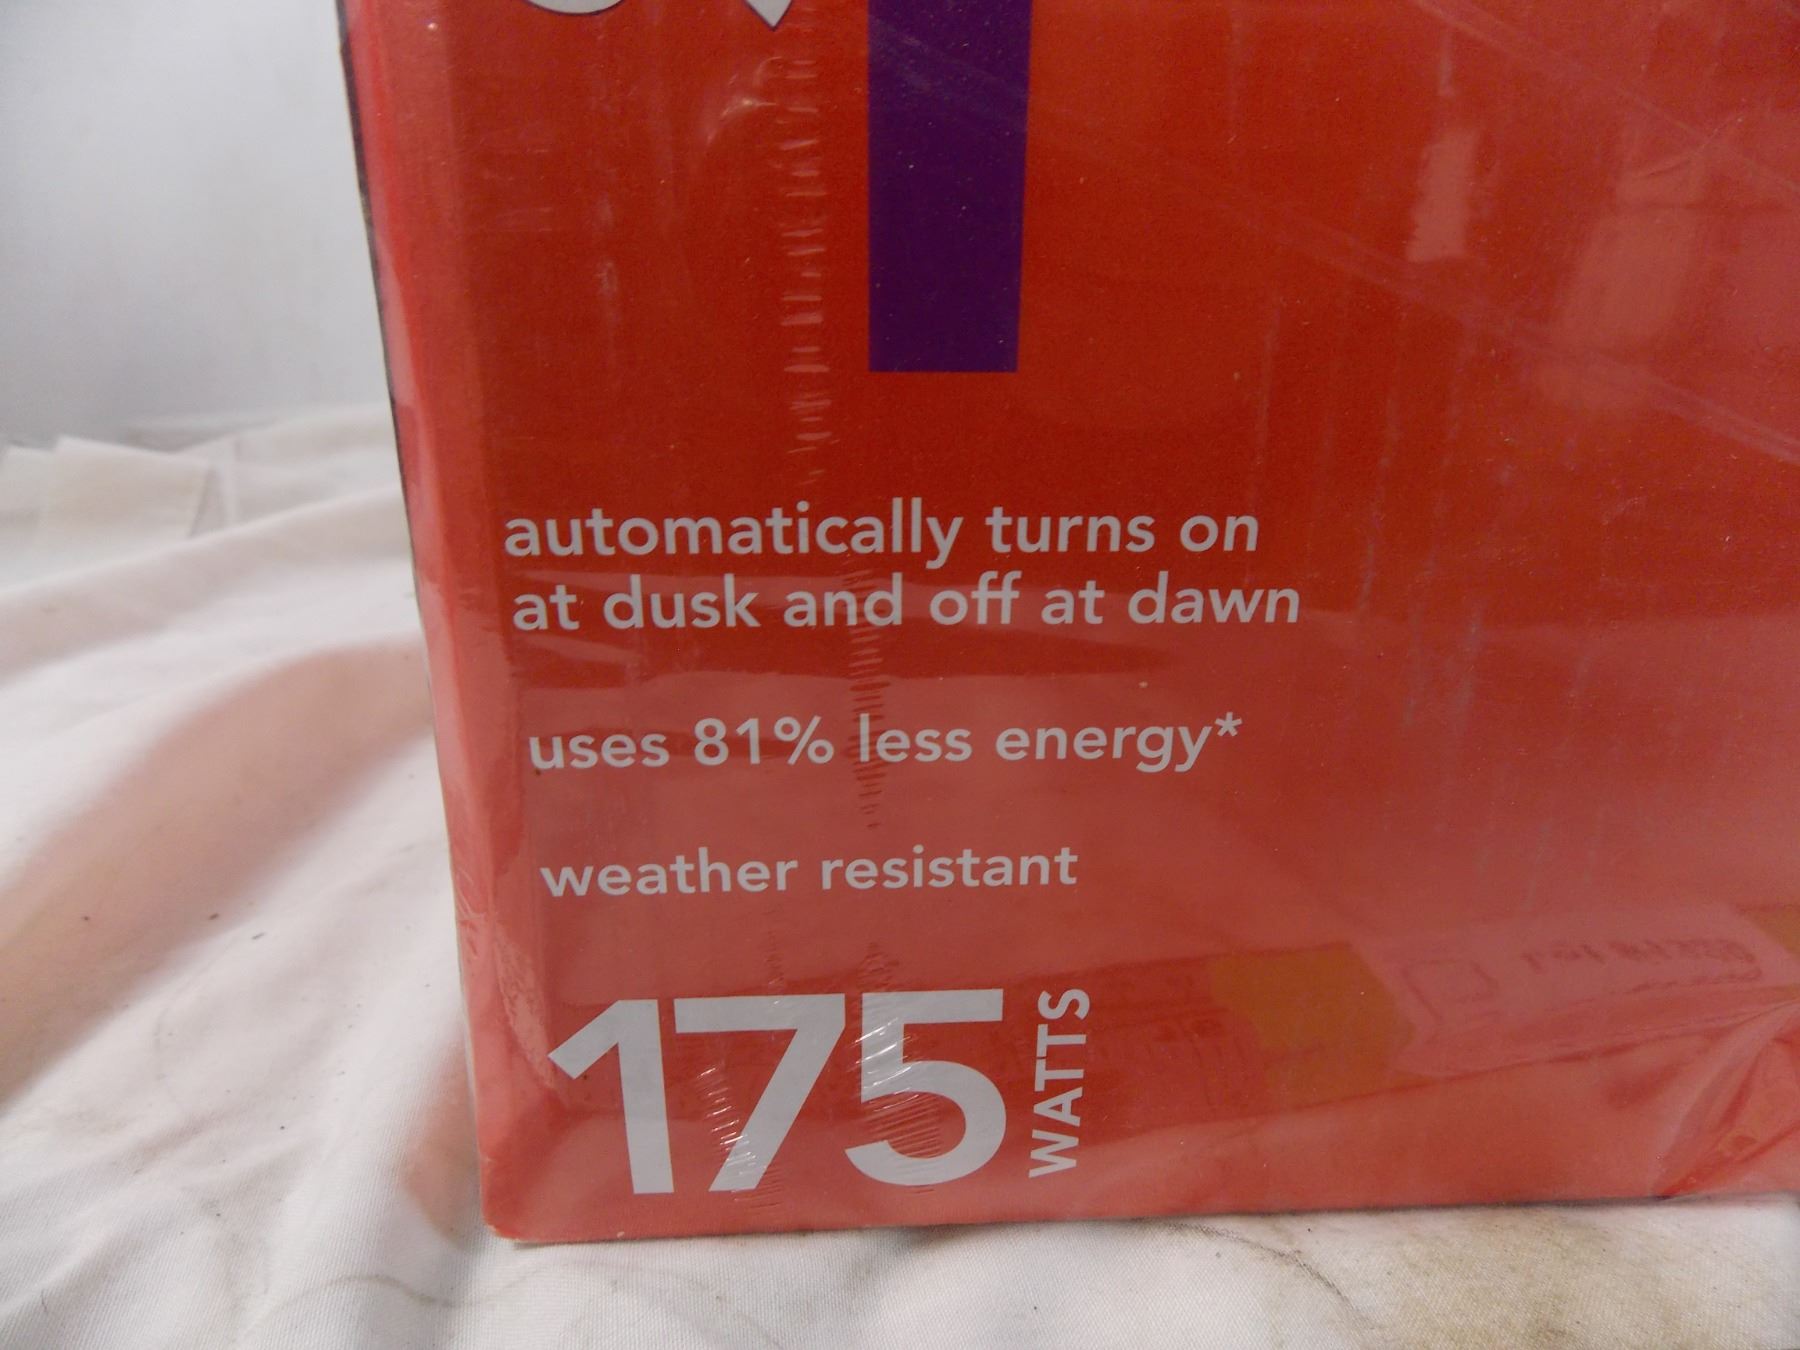 automatically turns on
at dusk and off at dawn
uses 81% less energy*
weather resistant
175 WATTS